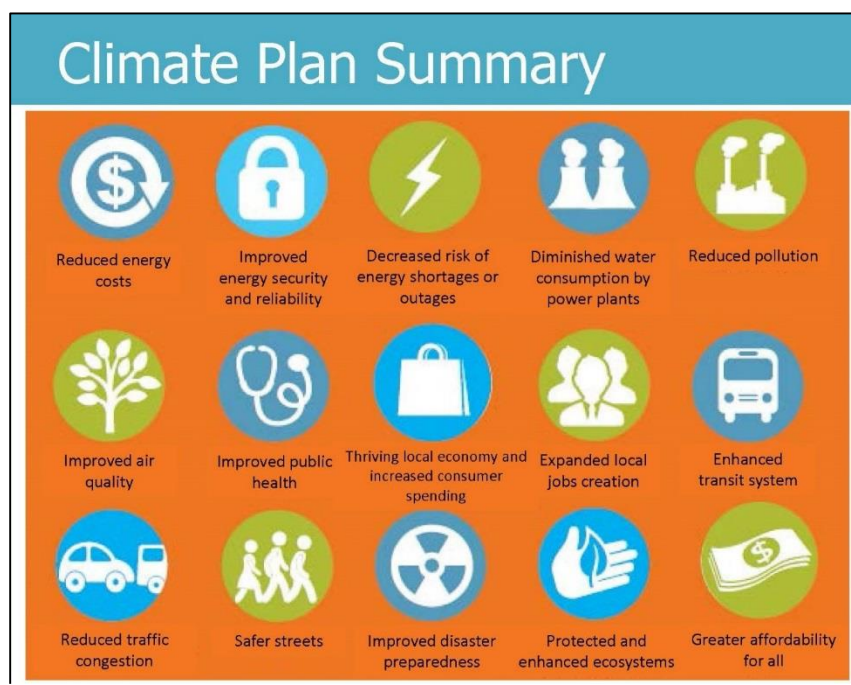 Climate Plan Summary
Reduced energy
costs
Improved
energy security
and reliability
Decreased risk of
energy shortages or
outages
Diminished water
consumption by
power plants
Reduced pollution
Improved air
quality
Improved public
health
Thriving local economy and
increased consumer
spending
Expanded local
jobs creation
Enhanced
transit system
Reduced traffic
congestion
Safer streets
Improved disaster
preparedness
Protected and
enhanced ecosystems
Greater affordability
for all